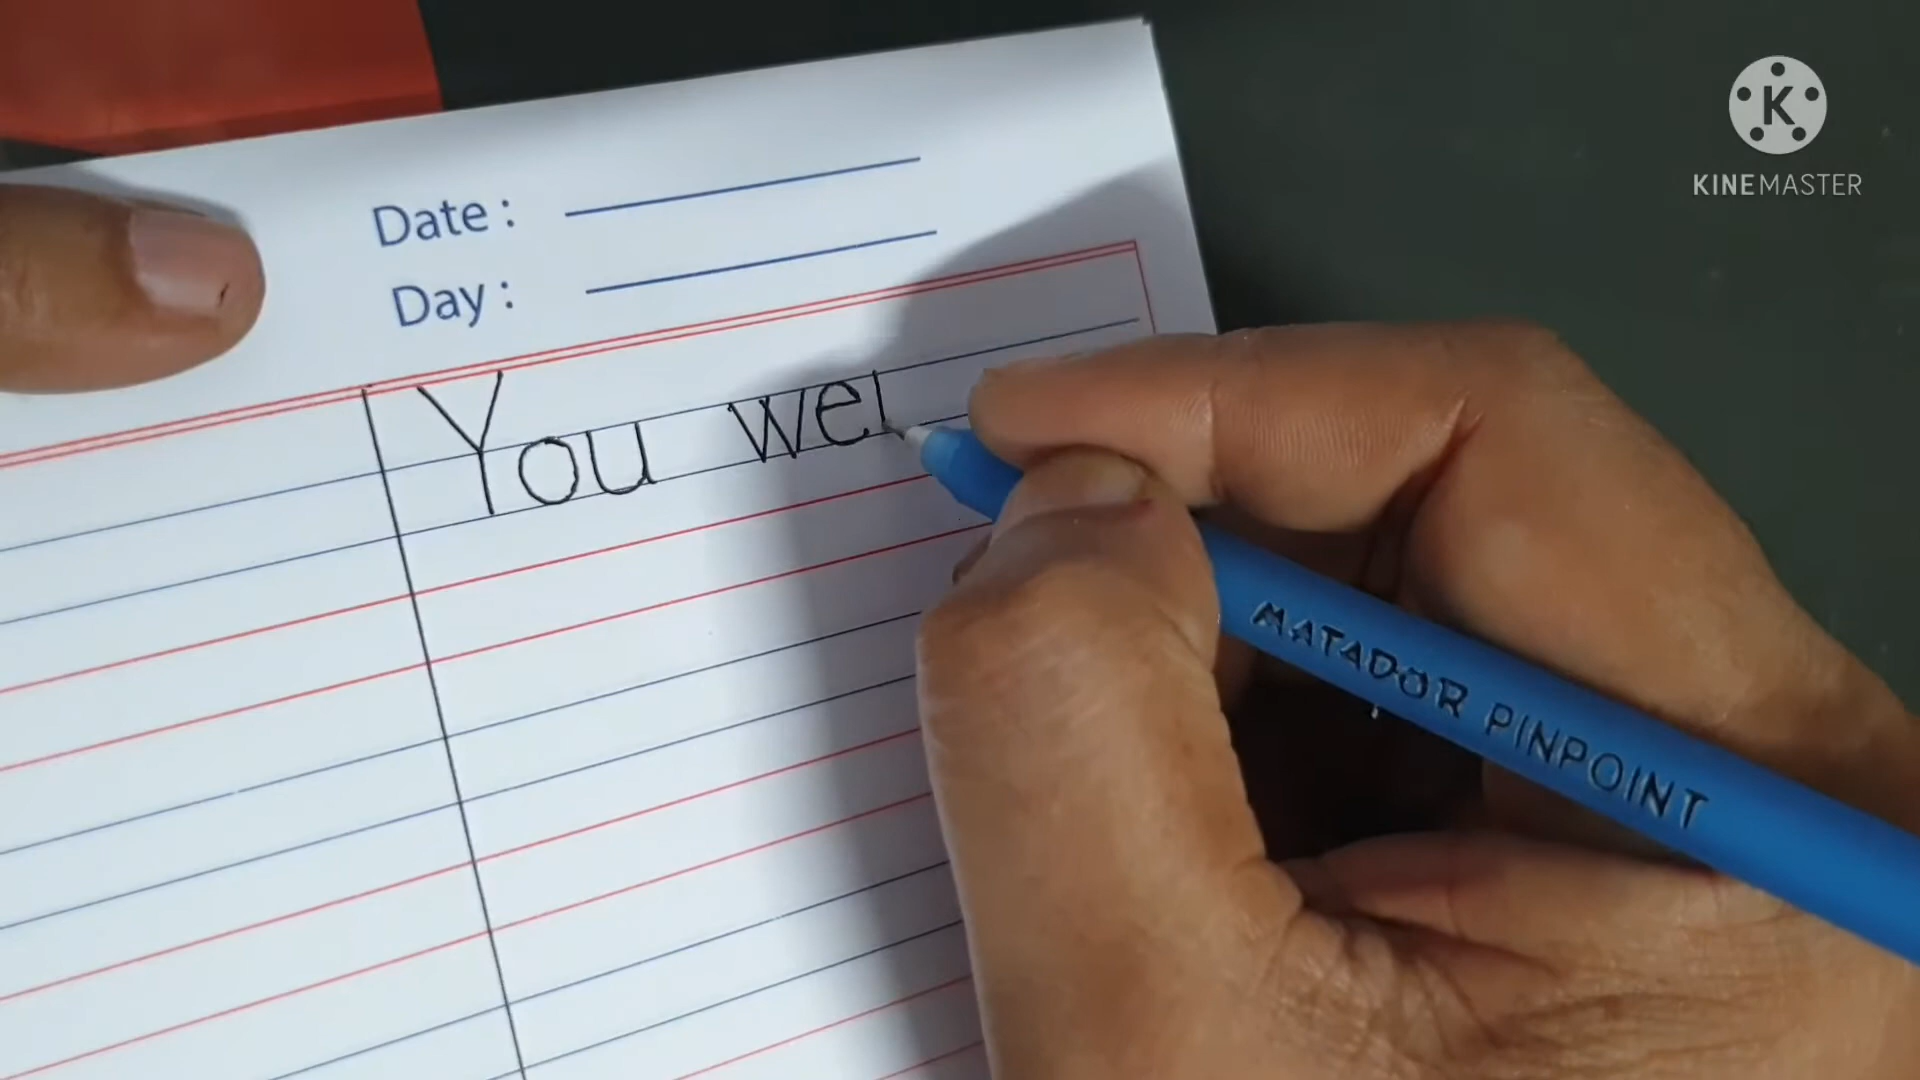 KINEMASTER
Date :
Day :
You we
MATADOR PINPOINT